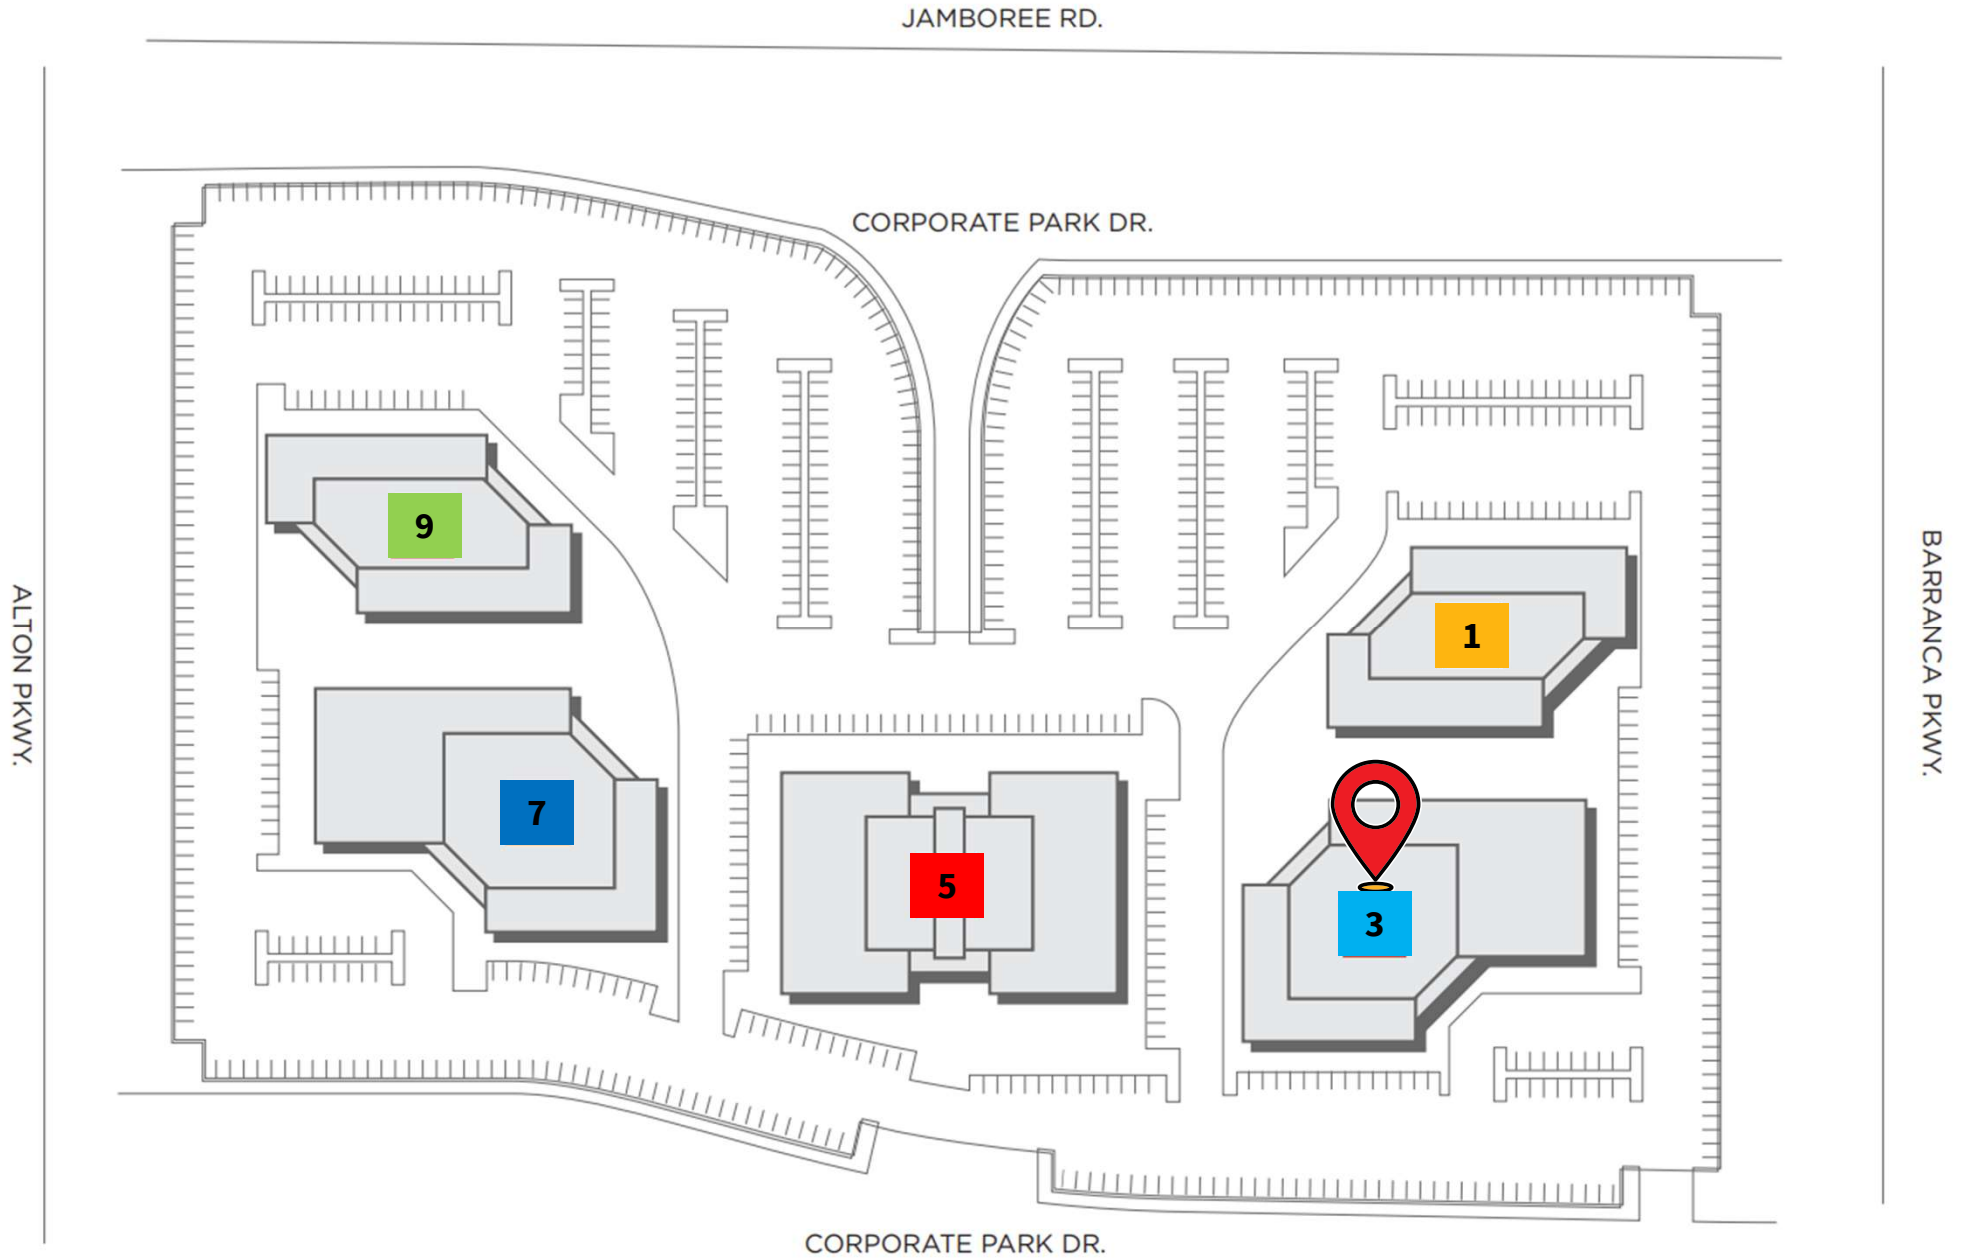 JAMBOREE RD.
CORPORATE PARK DR.
9
1
ALTON PKWY.
BARRANCA PKWY.
7
5
3
CORPORATE PARK DR.